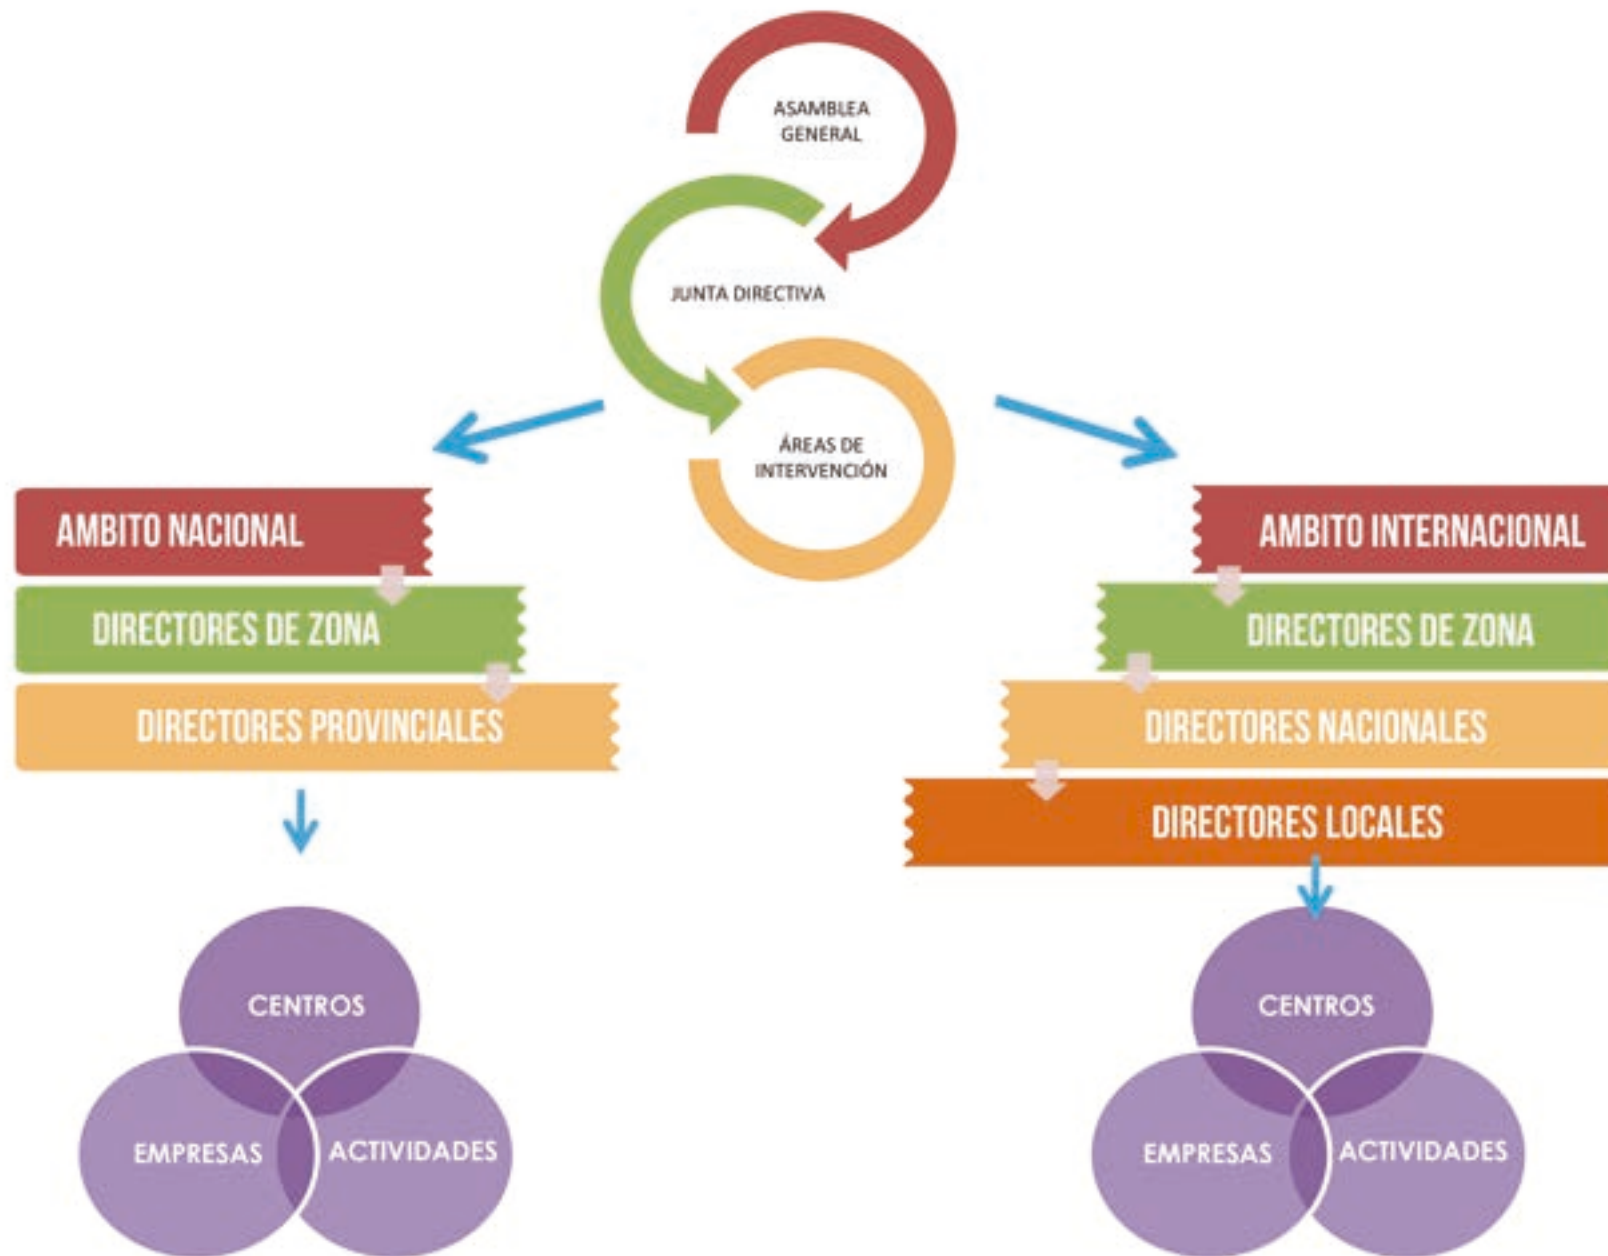 ASAMBLEA
GENERAL
JUNTA DIRECTIVA
ÁREAS DE
INTERVENCIÓN
AMBITO NACIONAL
DIRECTORES DE ZONA
DIRECTORES PROVINCIALES
CENTROS
EMPRESAS
ACTIVIDADES
AMBITO INTERNACIONAL
DIRECTORES DE ZONA
DIRECTORES NACIONALES
DIRECTORES LOCALES
CENTROS
EMPRESAS
ACTIVIDADES